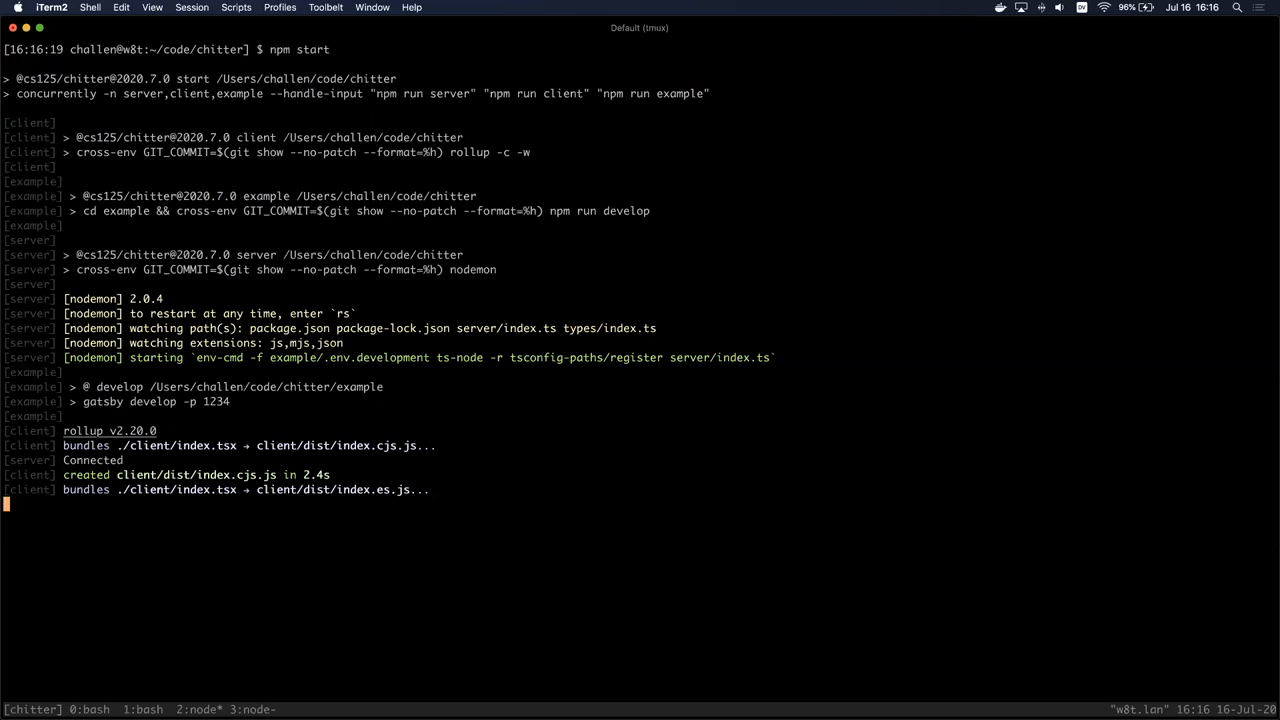 iTerm2 Shell Edit View Session Scripts Profiles Toolbelt Window Help DV 96% Jul 16 16:16
Default (tmux)
[16:16:19 challen@w8t:~/code/chitter] $ npm start
> @cs125/chitter@2020.7.0 start /Users/challen/code/chitter
> concurrently -n server,client,example --handle-input "npm run server" "npm run client" "npm run example"
[client]
[client] > @cs125/chitter@2020.7.0 client /Users/challen/code/chitter
[client] > cross-env GIT_COMMIT=$(git show --no-patch --format=%h) rollup -c -w
[client]
[example]
[example] > @cs125/chitter@2020.7.0 example /Users/challen/code/chitter
[example] > cd example && cross-env GIT_COMMIT=$(git show --no-patch --format=%h) npm run develop
[example]
[server]
[server] > @cs125/chitter@2020.7.0 server /Users/challen/code/chitter
[server] > cross-env GIT_COMMIT=$(git show --no-patch --format=%h) nodemon
[server]
[server] [nodemon] 2.0.4
[server] [nodemon] to restart at any time, enter `rs`
[server] [nodemon] watching path(s): package.json package-lock.json server/index.ts types/index.ts
[server] [nodemon] watching extensions: js,mjs,json
[server] [nodemon] starting `env-cmd -f example/.env.development ts-node -r tsconfig-paths/register server/index.ts`
[example]
[example] > @ develop /Users/challen/code/chitter/example
[example] > gatsby develop -p 1234
[example]
[client] rollup v2.20.0
[client] bundles ./client/index.tsx → client/dist/index.cjs.js...
[server] Connected
[client] created client/dist/index.cjs.js in 2.4s
[client] bundles ./client/index.tsx → client/dist/index.es.js...
[chitter] 0:bash 1:bash 2:node* 3:node- "w8t.lan" 16:16 16-Jul-20